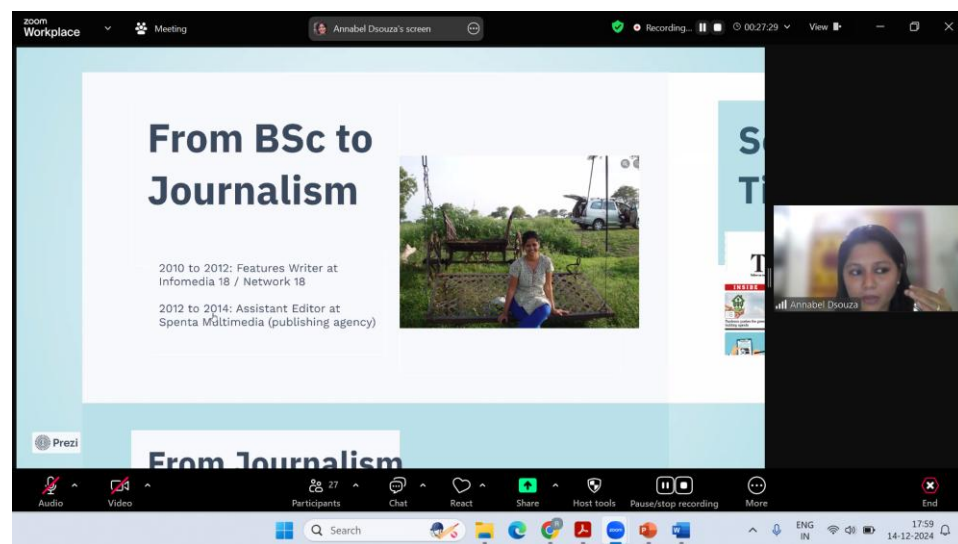 zoom
Workplace
Meeting
Annabel Dsouza's screen
Recording...
00:27:29
View
From BSc to
Journalism
2010 to 2012: Features Writer at
Infomedia 18 / Network 18
2012 to 2014: Assistant Editor at
Spenta Multimedia (publishing agency)
S
Ti
T
INSIDE
Annabel Dsouza
Prezi
From Journalism
Audio
Video
27
Participants
Chat
React
Share
Host tools
Pause/stop recording
More
End
Search
ENG
IN
17:59
14-12-2024